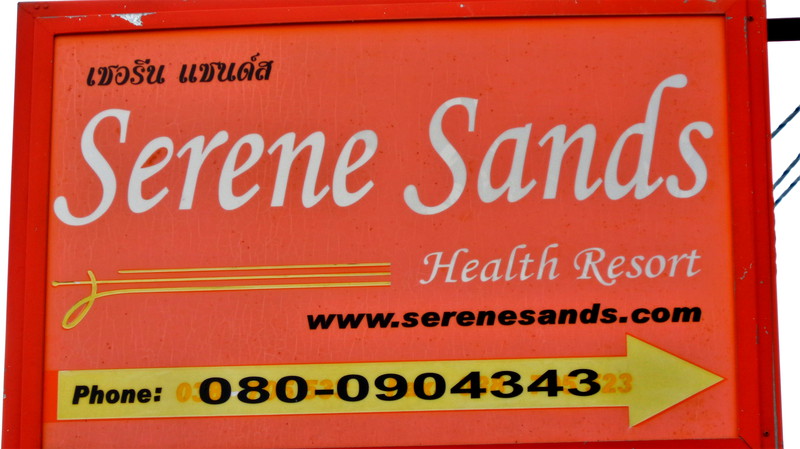 เชอรีน แซนด์ส
Serene Sands
Health Resort
www.serenesands.com
Phone: 080-0904343